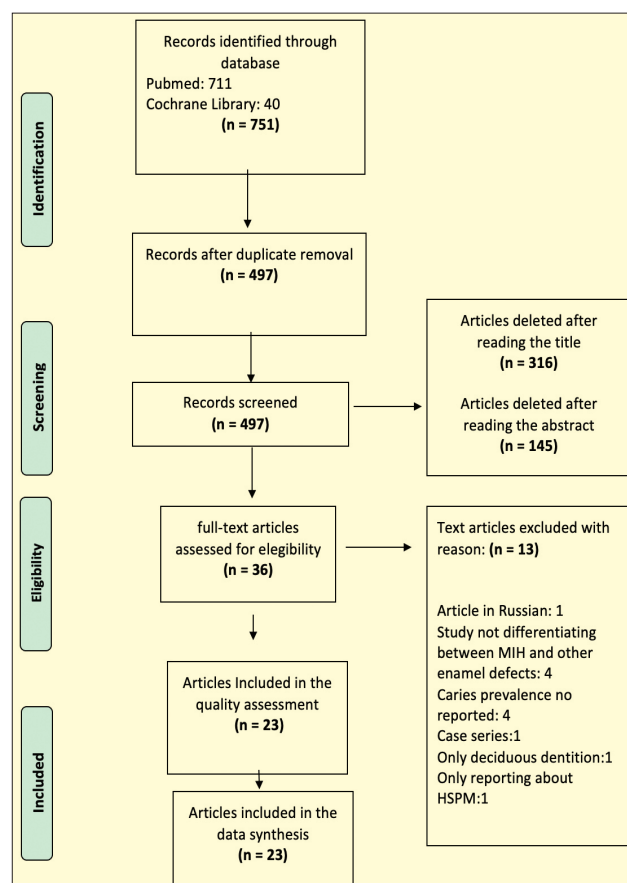 Identification
Records identified through
database
Pubmed: 711
Cochrane Library: 40
(n = 751)
Records after duplicate removal
(n = 497)
Screening
Records screened
(n = 497)
Articles deleted after
reading the title
(n = 316)
Articles deleted after
reading the abstract
(n = 145)
Eligibility
full-text articles
assessed for elegibility
(n = 36)
Text articles excluded with
reason: (n = 13)
Article in Russian: 1
Study not differentiating
between MIH and other
enamel defects: 4
Caries prevalence no
reported: 4
Case series:1
Only deciduous dentition:1
Only reporting about
HSPM:1
Articles Included in the
quality assessment
(n = 23)
Included
Articles included in the
data synthesis
(n = 23)